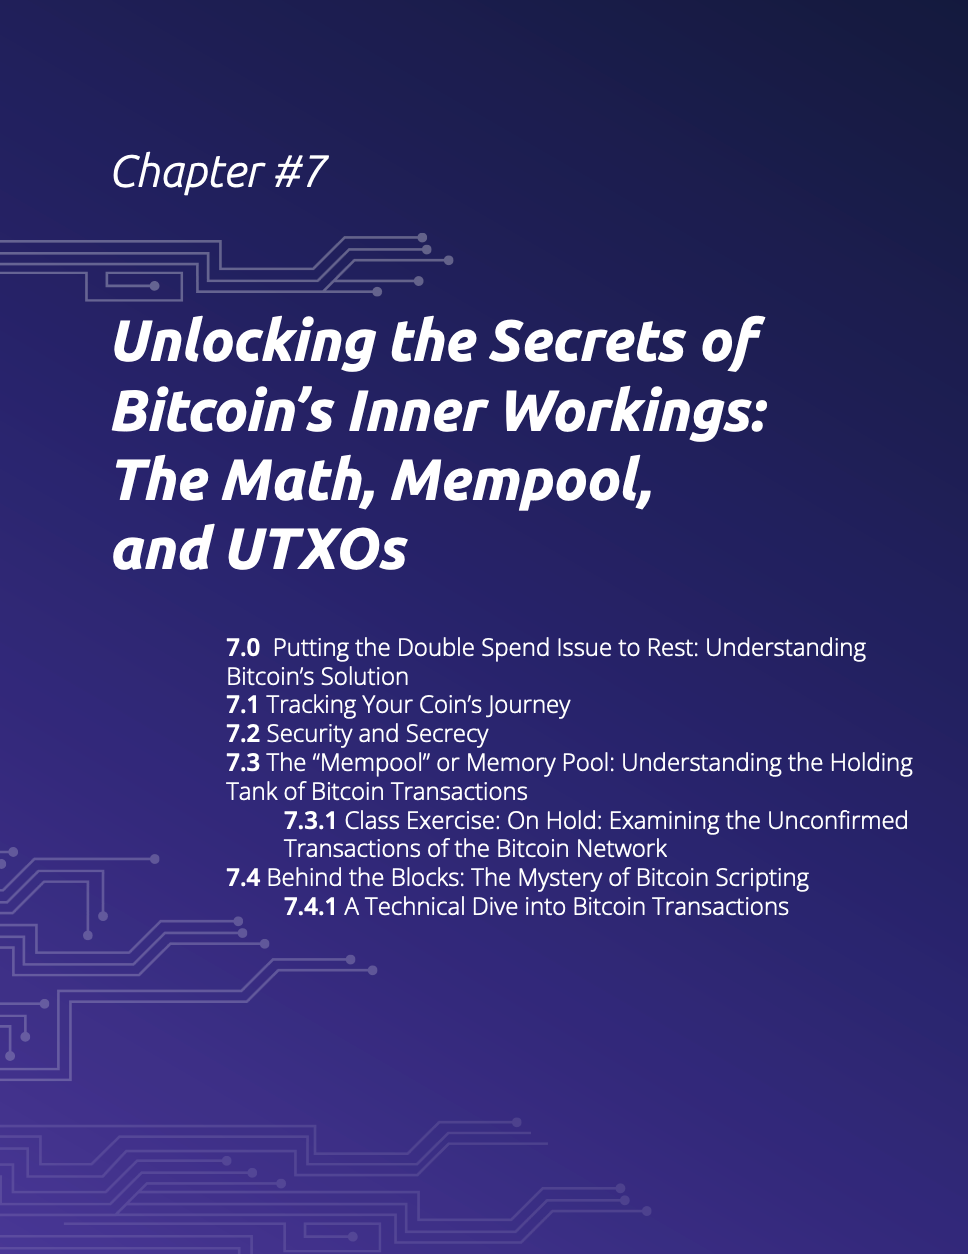 Chapter #7
Unlocking the Secrets of
Bitcoin’s Inner Workings:
The Math, Mempool,
and UTXOs
7.0  Putting the Double Spend Issue to Rest: Understanding
Bitcoin’s Solution
7.1 Tracking Your Coin’s Journey
7.2 Security and Secrecy
7.3 The “Mempool” or Memory Pool: Understanding the Holding
Tank of Bitcoin Transactions
7.3.1 Class Exercise: On Hold: Examining the Unconfirmed
Transactions of the Bitcoin Network
7.4 Behind the Blocks: The Mystery of Bitcoin Scripting
7.4.1 A Technical Dive into Bitcoin Transactions